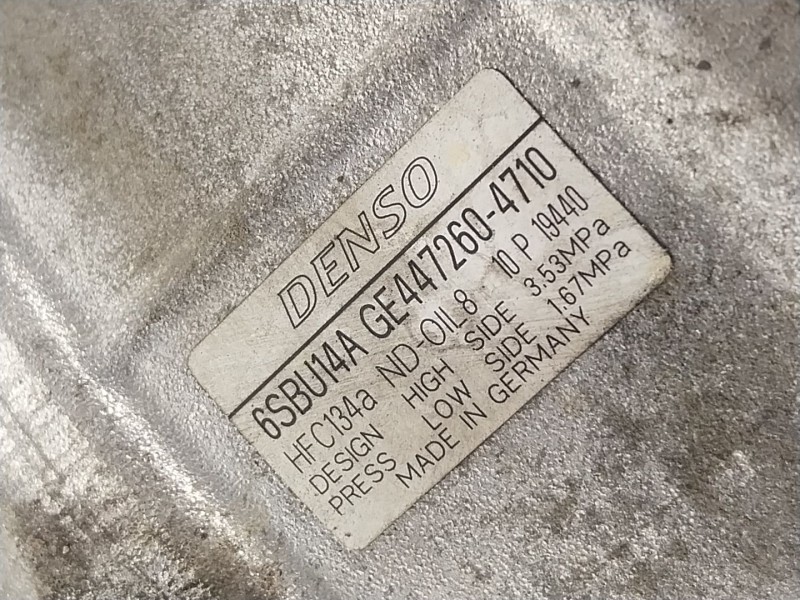 DENSO
6SBU14A GE447260-4710
HFC134a ND-OIL8 10 P 19440
DESIGN HIGH SIDE 3.53MPa
PRESS LOW SIDE 1.67MPa
MADE IN GERMANY